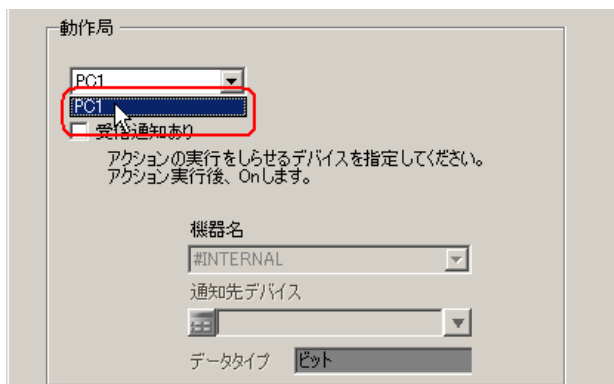 動作局
PC1
PC1
受信通知あり
アクションの実行をしらせるデバイスを指定してください。
アクション実行後、Onします。
機器名
#INTERNAL
通知先デバイス
データタイプ ビット